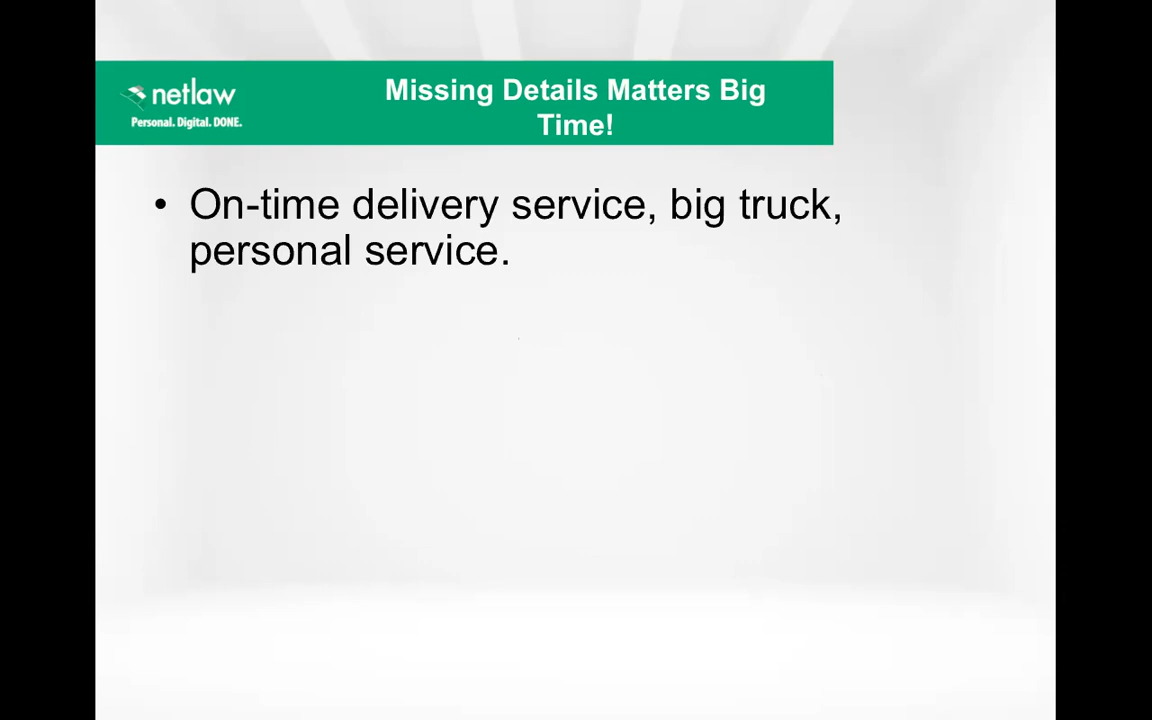 netlaw
Personal. Digital. DONE.
Missing Details Matters Big
Time!
• On-time delivery service, big truck,
personal service.